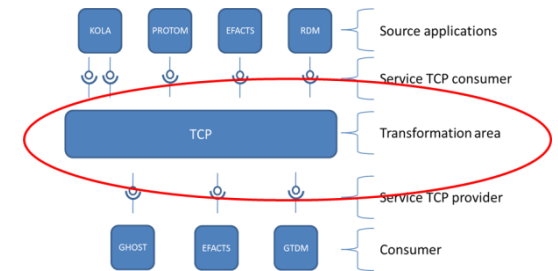 KOLA PROTOM EFACTS RDM Source applications
Service TCP consumer
TCP Transformation area
Service TCP provider
GHOST EFACTS GTDM Consumer